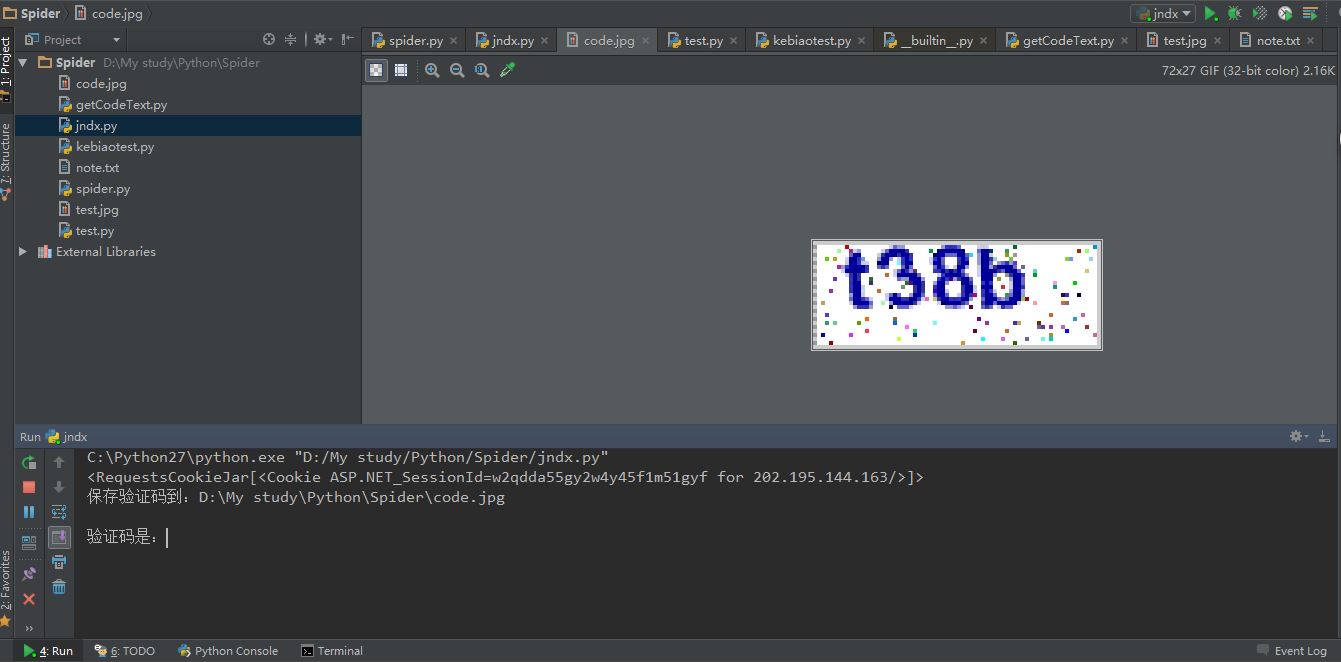 Spider code.jpg jndx
Project spider.py jndx.py code.jpg test.py kebiaotest.py __builtin__.py getCodeText.py test.jpg note.txt
1: Project
Spider D:\My study\Python\Spider
72x27 GIF (32-bit color) 2.16K
code.jpg
getCodeText.py
jndx.py
kebiaotest.py
note.txt
spider.py
test.jpg
test.py
External Libraries
7: Structure
t38b
Run jndx
C:\Python27\python.exe "D:/My study/Python/Spider/jndx.py"
<RequestsCookieJar[<Cookie ASP.NET_SessionId=w2qdda55gy2w4y45f1m51gyf for 202.195.144.163/>]>
保存验证码到：D:\My study\Python\Spider\code.jpg
验证码是：
2: Favorites
4: Run 6: TODO Python Console Terminal Event Log